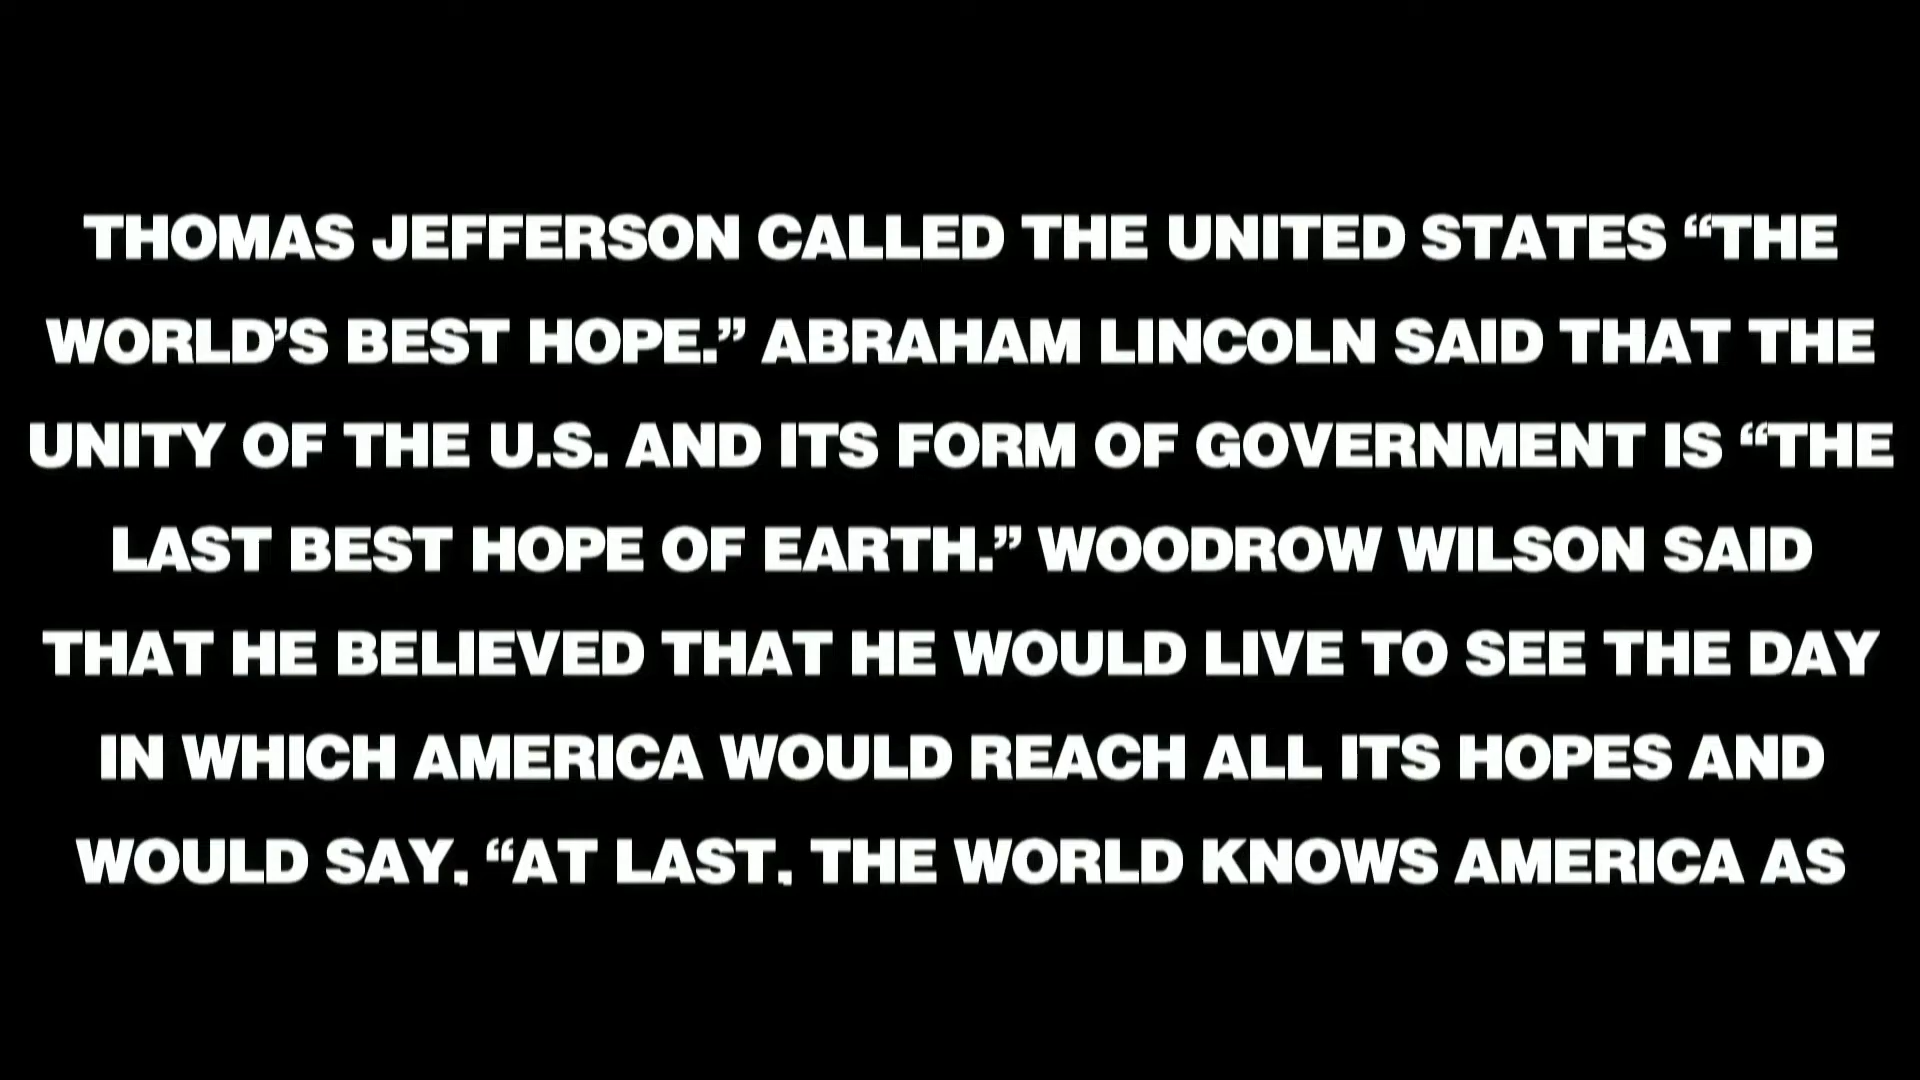 THOMAS JEFFERSON CALLED THE UNITED STATES “THE
WORLD’S BEST HOPE.” ABRAHAM LINCOLN SAID THAT THE
UNITY OF THE U.S. AND ITS FORM OF GOVERNMENT IS “THE
LAST BEST HOPE OF EARTH.” WOODROW WILSON SAID
THAT HE BELIEVED THAT HE WOULD LIVE TO SEE THE DAY
IN WHICH AMERICA WOULD REACH ALL ITS HOPES AND
WOULD SAY, “AT LAST, THE WORLD KNOWS AMERICA AS